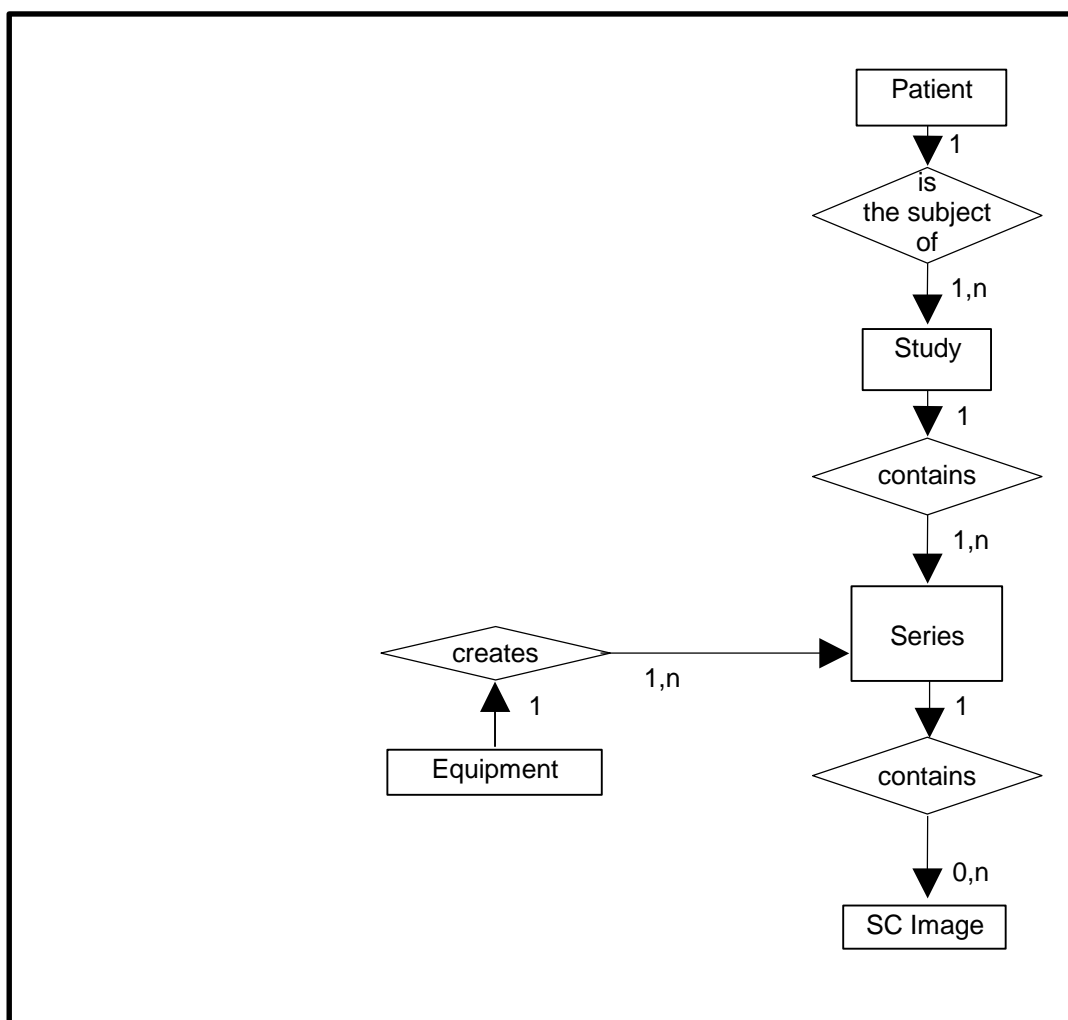 Patient
1
is
the subject
of
1,n
Study
1
contains
1,n
Series
creates
1,n
1
Equipment
1
contains
0,n
SC Image